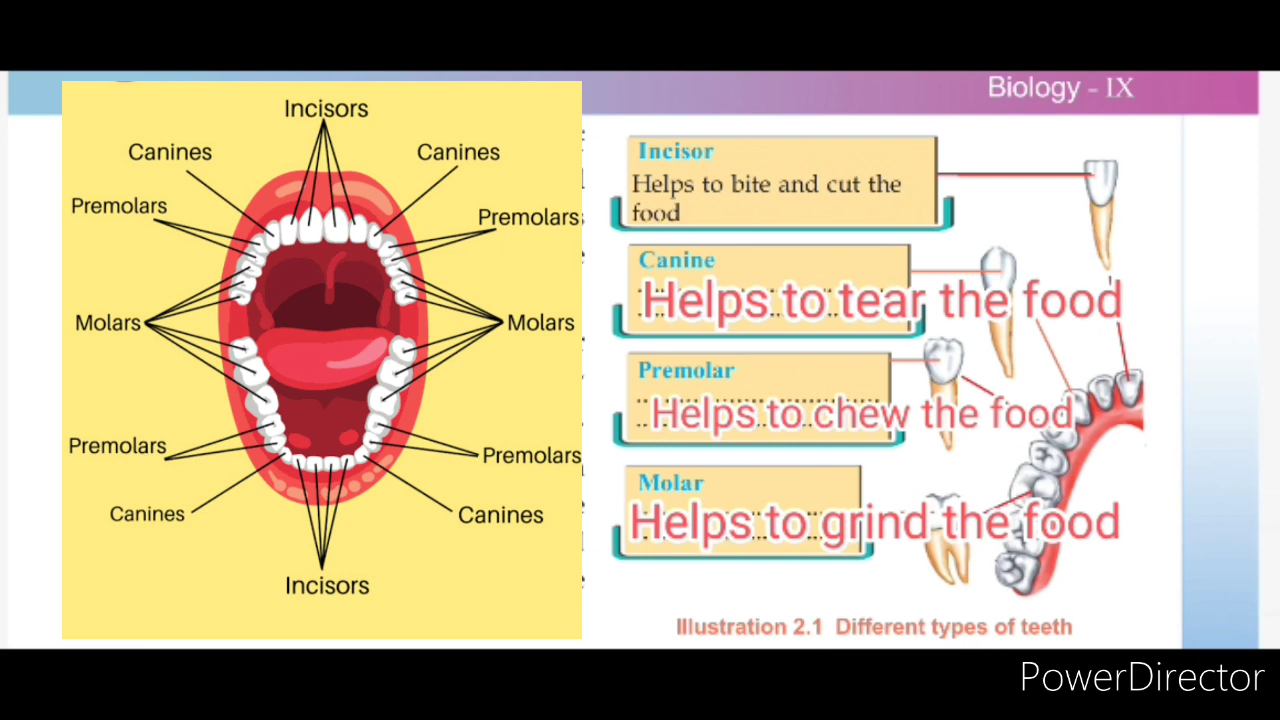 Biology - IX
Incisors
Canines
Canines
Premolars
Premolars
Molars
Molars
Premolars
Premolars
Canines
Canines
Incisors
Incisor
Helps to bite and cut the
food
Canine
Helps to tear the food
Premolar
Helps to chew the food
Molar
Helps to grind the food
Illustration 2.1 Different types of teeth
PowerDirector